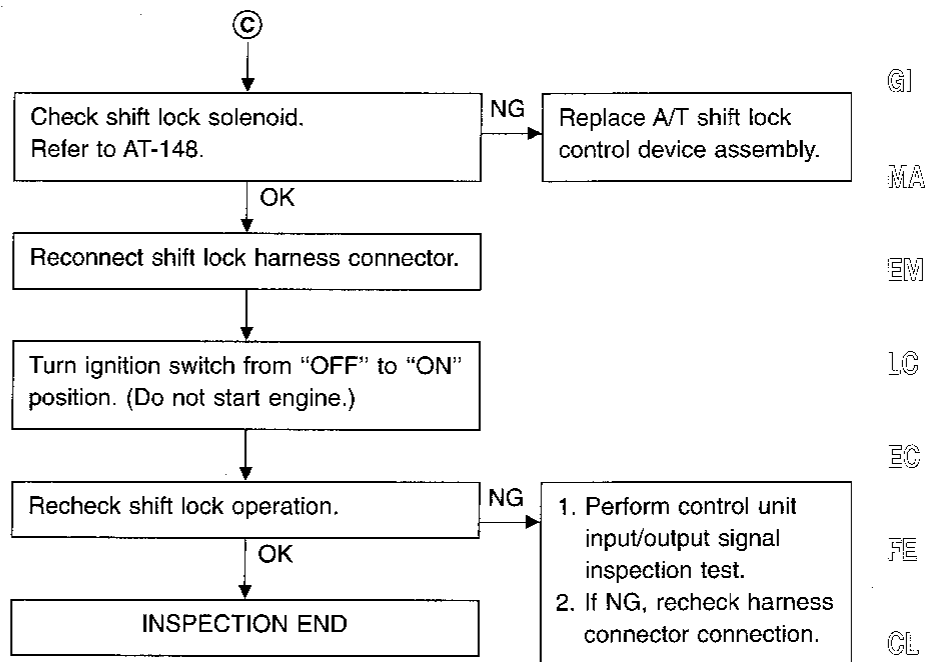 C
Check shift lock solenoid.
Refer to AT-148.
NG
Replace A/T shift lock
control device assembly.
OK
Reconnect shift lock harness connector.
Turn ignition switch from “OFF” to “ON”
position. (Do not start engine.)
Recheck shift lock operation.
NG
1. Perform control unit
input/output signal
inspection test.
2. If NG, recheck harness
connector connection.
OK
INSPECTION END
GI
MA
EM
LC
EC
FE
CL